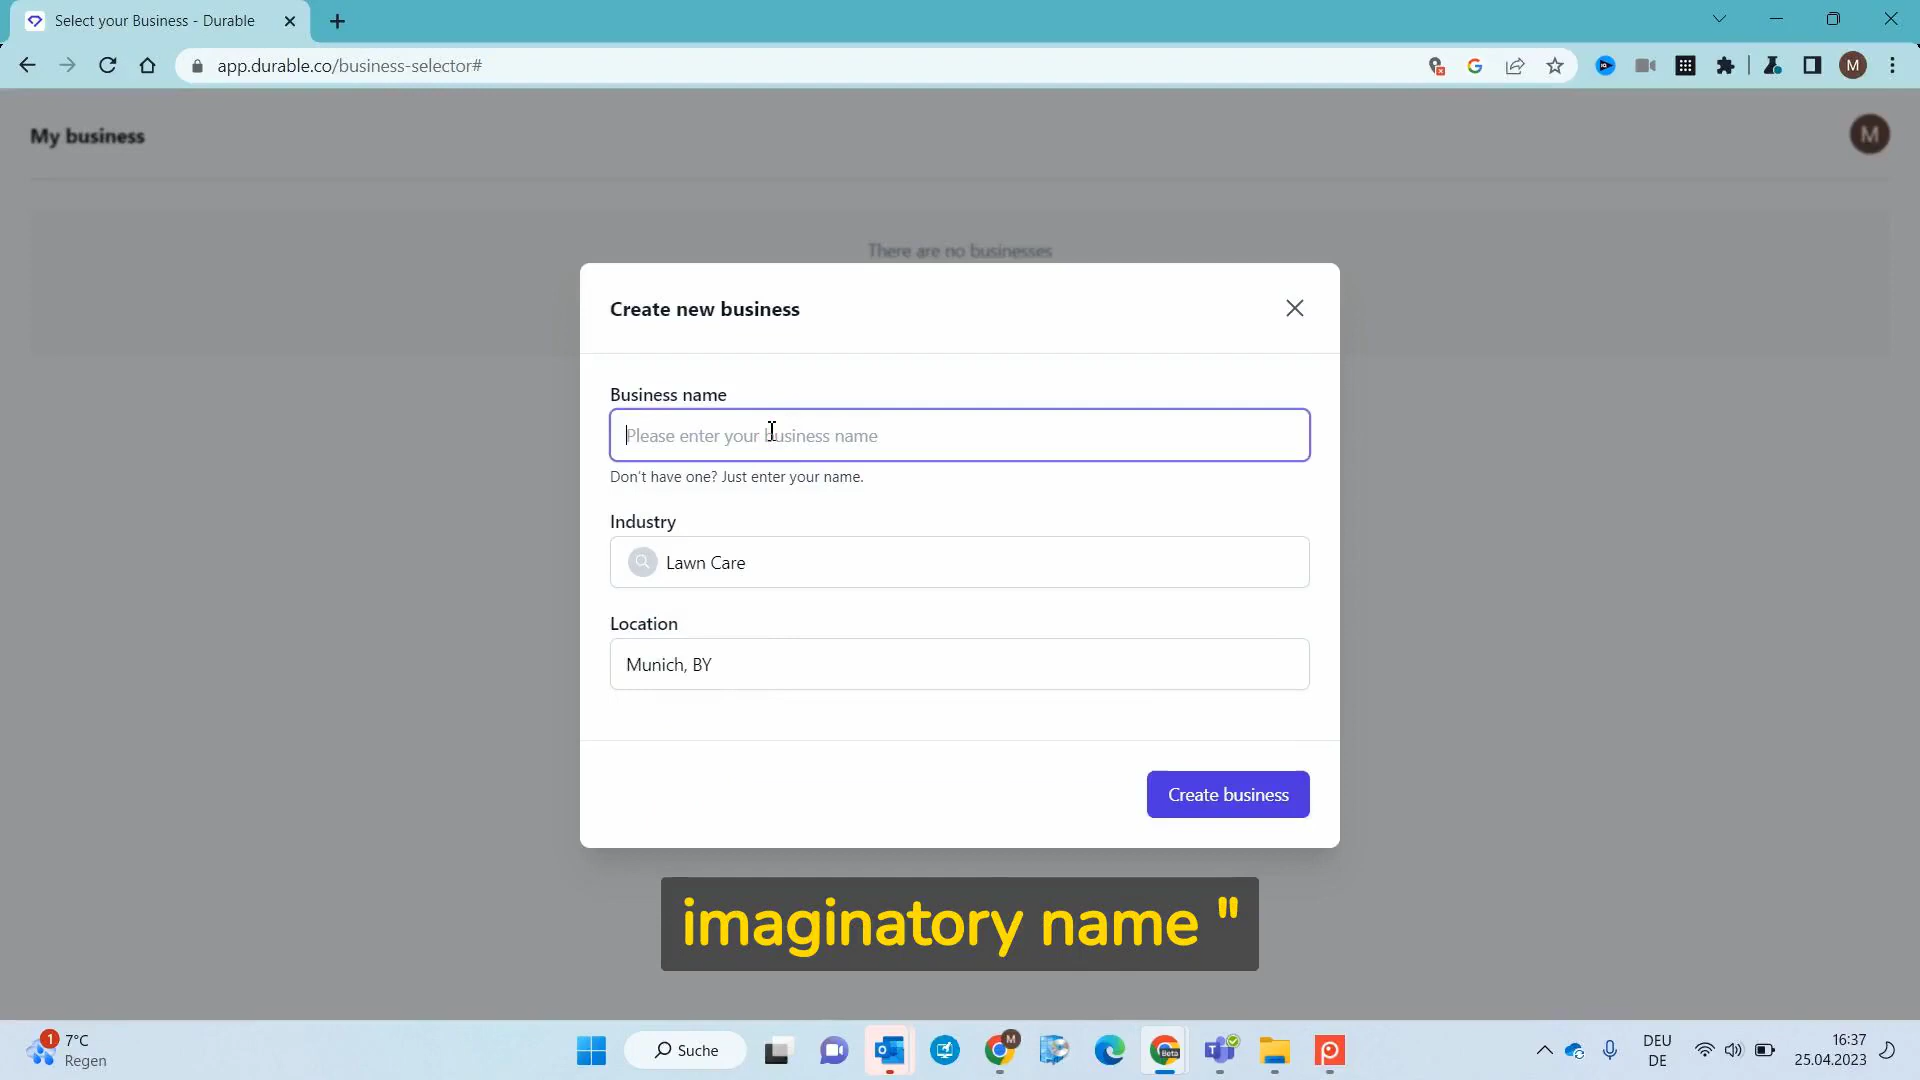 Select your Business - Durable
app.durable.co/business-selector#
M
My business
M
There are no businesses
Create new business
Business name
Please enter your business name
Don't have one? Just enter your name.
Industry
Lawn Care
Location
Munich, BY
Create business
imaginatory name "
1
7°C
Regen
Suche
M
Beta
DEU
DE
16:37
25.04.2023